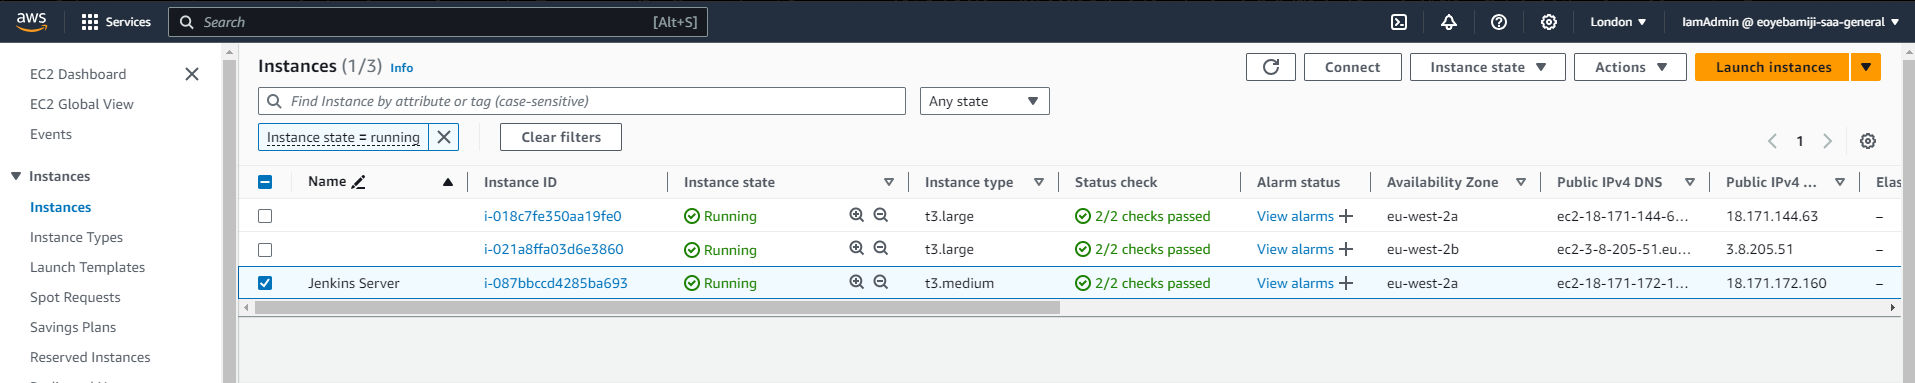 aws Services Search [Alt+S] London IamAdmin @ eoyebamiji-saa-general
EC2 Dashboard
EC2 Global View
Events
Instances
Instances
Instance Types
Launch Templates
Spot Requests
Savings Plans
Reserved Instances
Instances (1/3) Info
Connect Instance state Actions Launch instances
Find Instance by attribute or tag (case-sensitive) Any state
Instance state = running Clear filters
1
Name Instance ID Instance state Instance type Status check Alarm status Availability Zone Public IPv4 DNS Public IPv4 ... Elas
i-018c7fe350aa19fe0 Running t3.large 2/2 checks passed View alarms eu-west-2a ec2-18-171-144-6... 18.171.144.63 –
i-021a8ffa03d6e3860 Running t3.large 2/2 checks passed View alarms eu-west-2b ec2-3-8-205-51.eu... 3.8.205.51 –
Jenkins Server i-087bbccd4285ba693 Running t3.medium 2/2 checks passed View alarms eu-west-2a ec2-18-171-172-1... 18.171.172.160 –